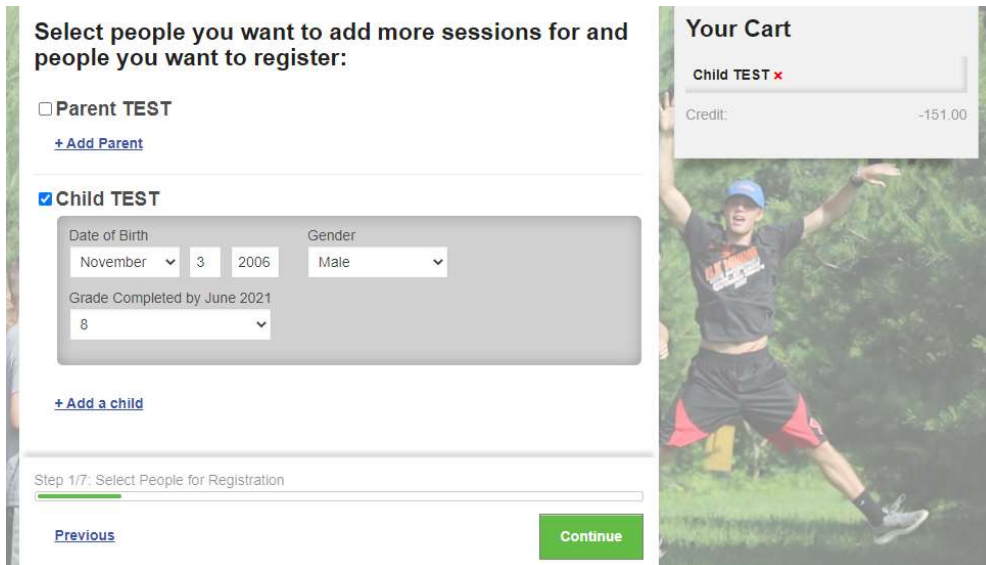 Select people you want to add more sessions for and
people you want to register:
Parent TEST
+ Add Parent
Child TEST
Date of Birth
Gender
November 3 2006
Male
Grade Completed by June 2021
8
+ Add a child
Step 1/7: Select People for Registration
Previous
Continue
Your Cart
Child TEST x
Credit: -151.00